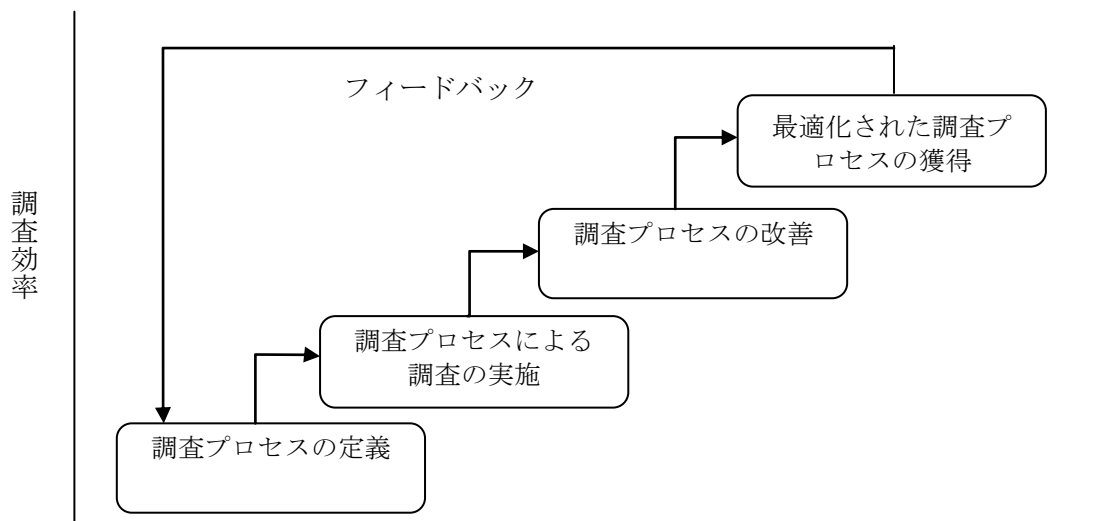 フィードバック
最適化された調査プ
ロセスの獲得
調査効率
調査プロセスの改善
調査プロセスによる
調査の実施
調査プロセスの定義